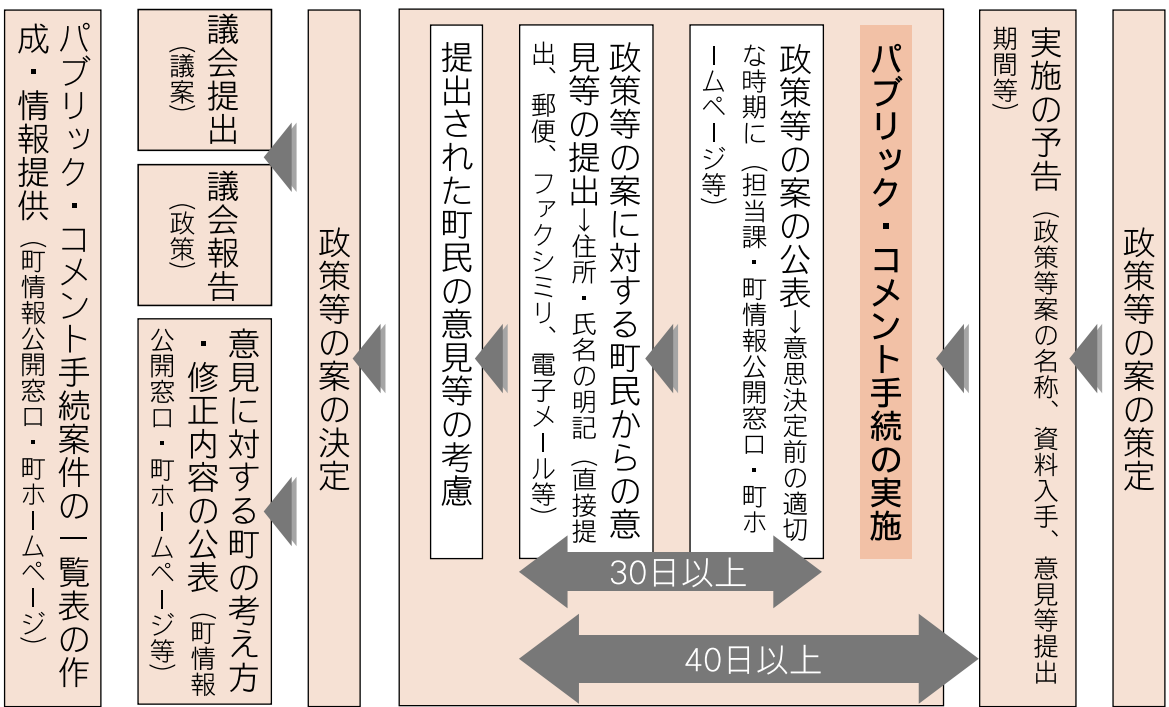 政策等の案の策定
実施の予告（政策等案の名称、資料入手、意見等提出
期間等）
パブリック・コメント手続の実施
政策等の案の公表→意思決定前の適切
な時期に（担当課・町情報公開窓口・町ホ
ームページ等）
政策等の案に対する町民からの意
見等の提出→住所・氏名の明記（直接提
出、郵便、ファクシミリ、電子メール等）
提出された町民の意見等の考慮
30日以上
40日以上
政策等の案の決定
議会提出
（議案）
議会報告
（政策）
意見に対する町の考え方
・修正内容の公表（町情報
公開窓口・町ホームページ等）
パブリック・コメント手続案件の一覧表の作
成・情報提供（町情報公開窓口・町ホームページ）